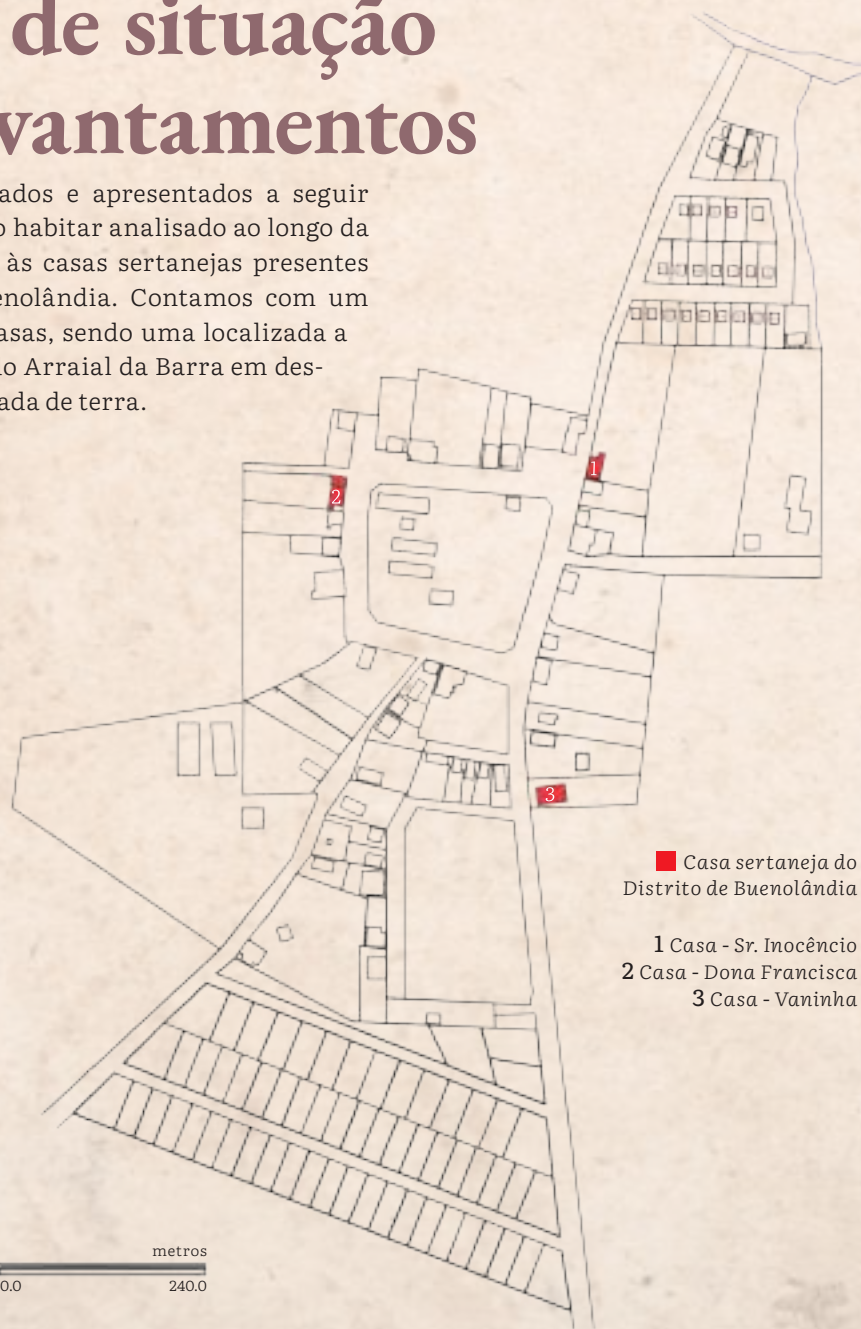 de situação
vantamentos
ados e apresentados a seguir
o habitar analisado ao longo da
às casas sertanejas presentes
enolândia. Contamos com um
asas, sendo uma localizada a
o Arraial da Barra em des-
ada de terra.
1
2
3
Casa sertaneja do
Distrito de Buenolândia
1 Casa - Sr. Inocêncio
2 Casa - Dona Francisca
3 Casa - Vaninha
metros
0.0 240.0